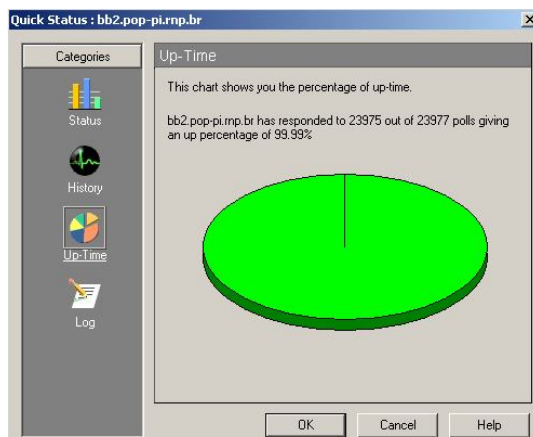 Quick Status : bb2.pop-pi.rnp.br
Categories
Status
History
Up-Time
Log
Up-Time
This chart shows you the percentage of up-time.
bb2.pop-pi.rnp.br has responded to 23975 out of 23977 polls giving
an up percentage of 99.99%
OK
Cancel
Help